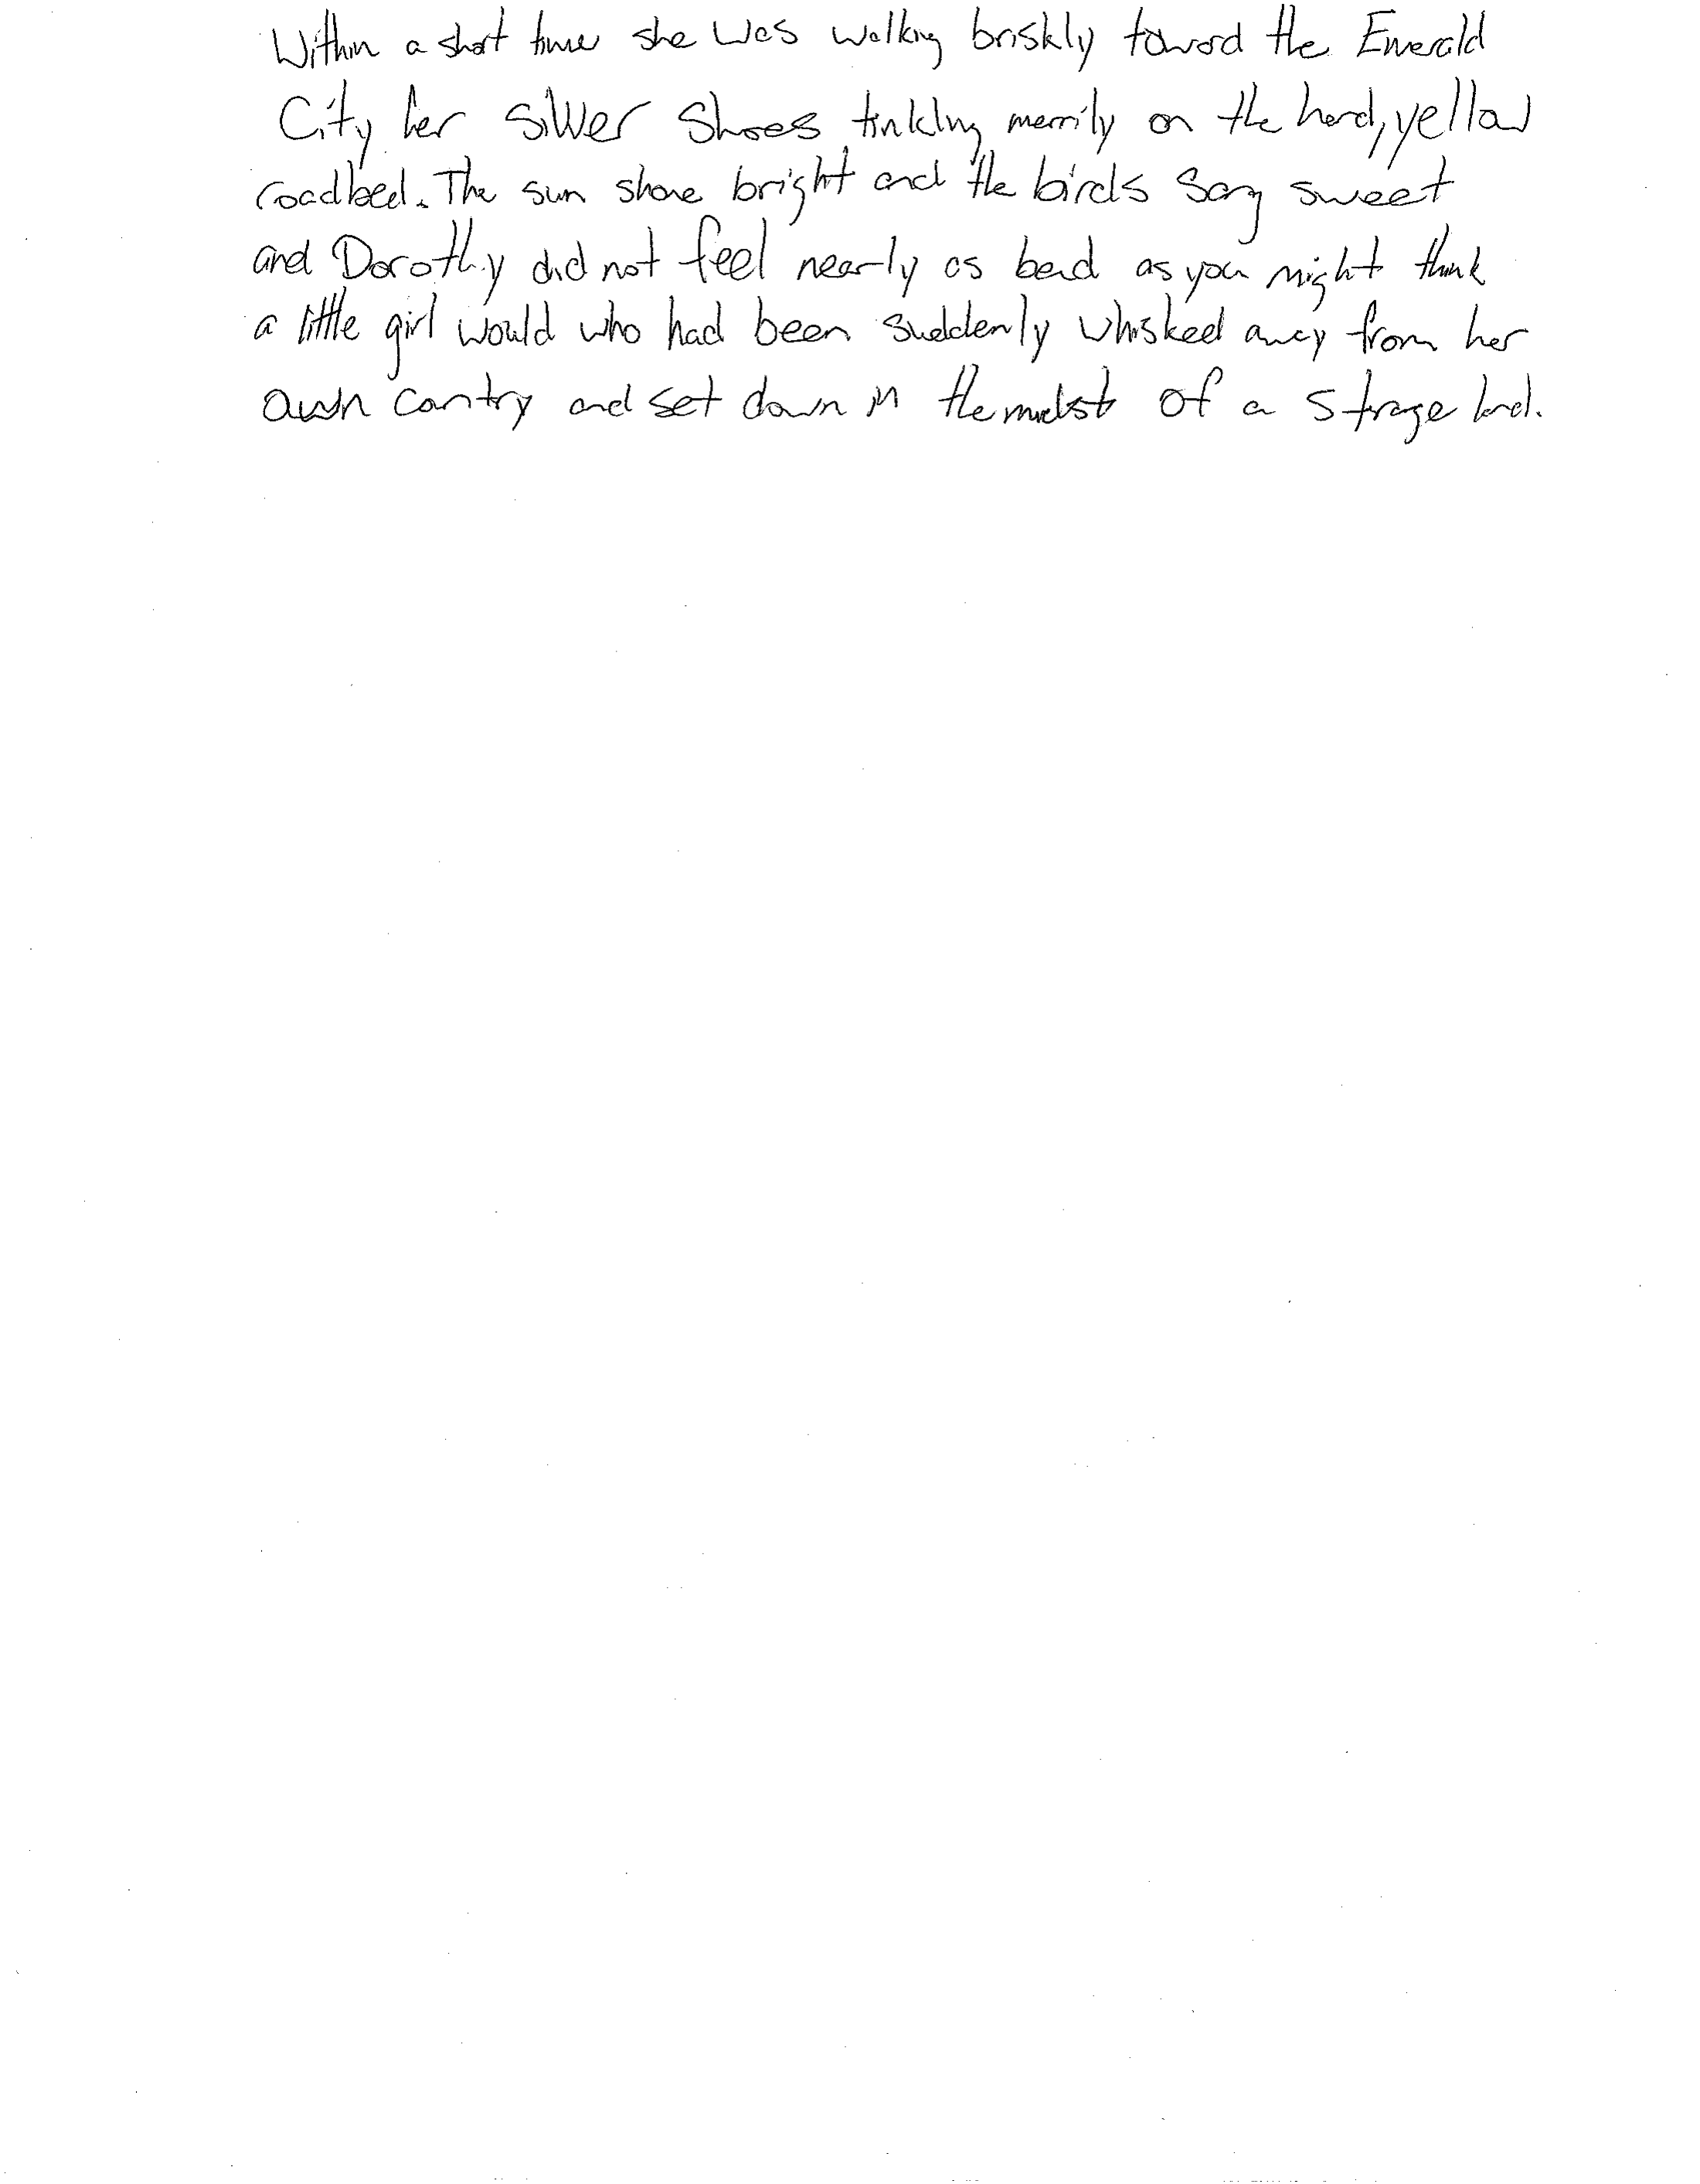 Within a short time she was walking briskly toward the Emerald
City her silver shoes tinkling merrily on the hard, yellow
roadbed. The sun shone bright and the birds sang sweet
and Dorothy did not feel nearly as bad as you might think
a little girl would who had been suddenly whisked away from her
own country and set down in the midst of a strange land.